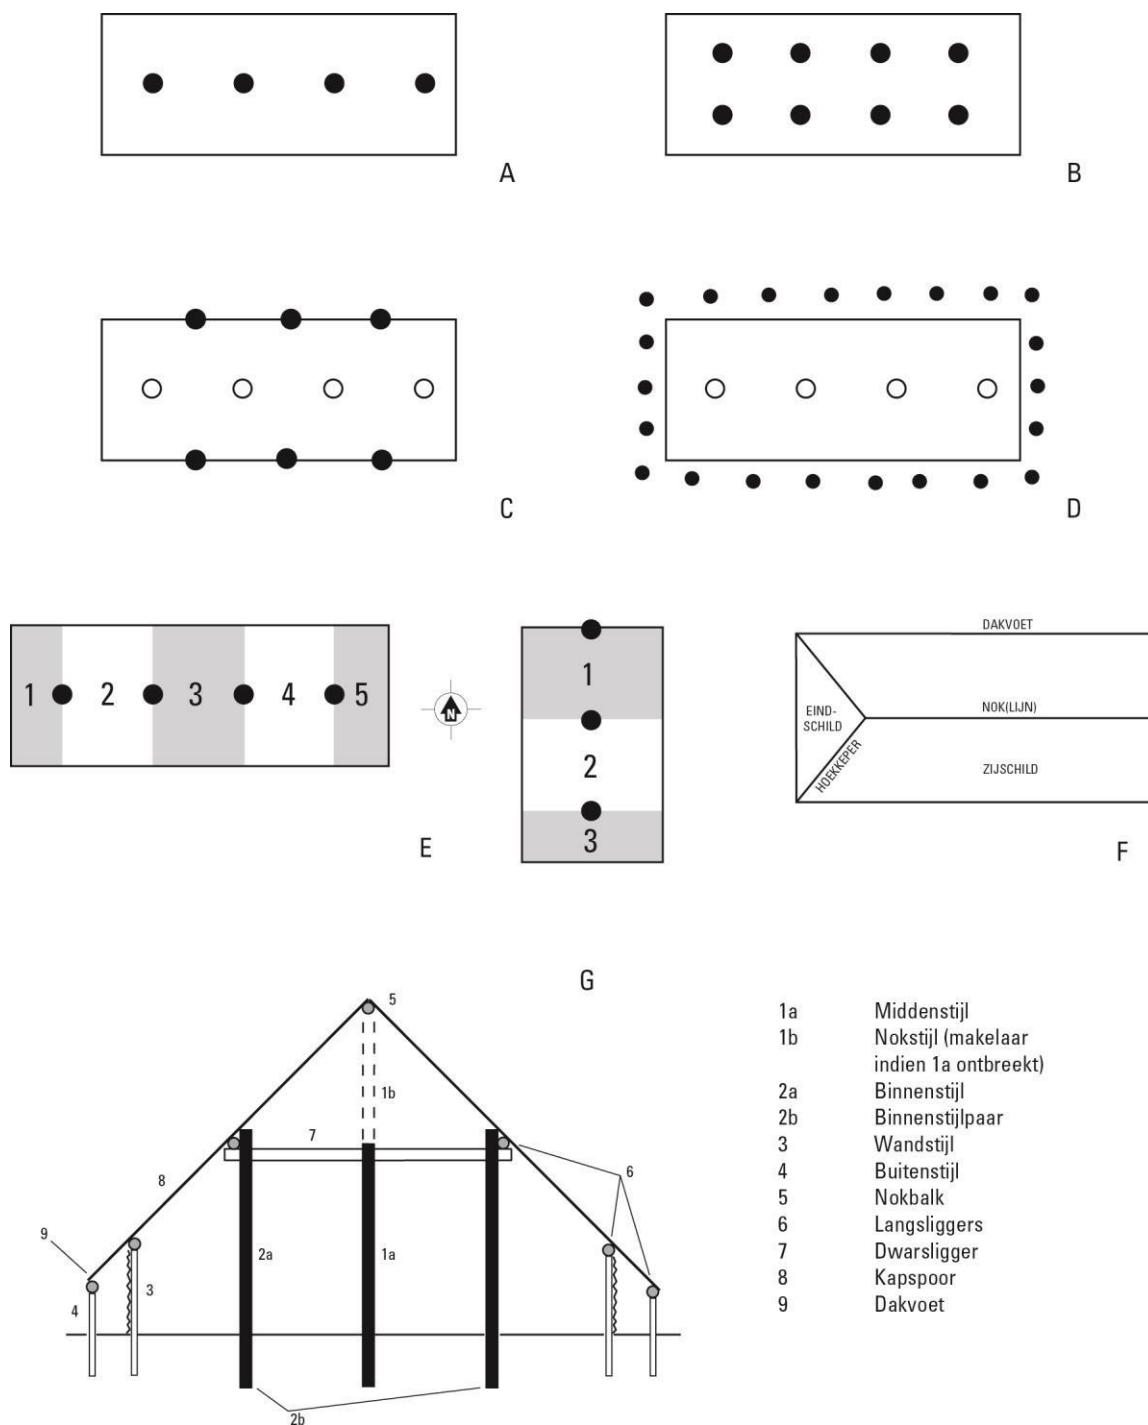 A
B
C
D
1 2 3 4 5
N
1
2
3
E
DAKVOET
EIND-
SCHILD
NOK(LIJN)
HOEKKEPER
ZIJSCHILD
F
G
5
1b
7
8
6
9
2a
1a
3
4
2b
1a Middenstijl
1b Nokstijl (makelaar
indien 1a ontbreekt)
2a Binnenstijl
2b Binnenstijlpaar
3 Wandstijl
4 Buitenstijl
5 Nokbalk
6 Langsliggers
7 Dwarsligger
8 Kapspoor
9 Dakvoet